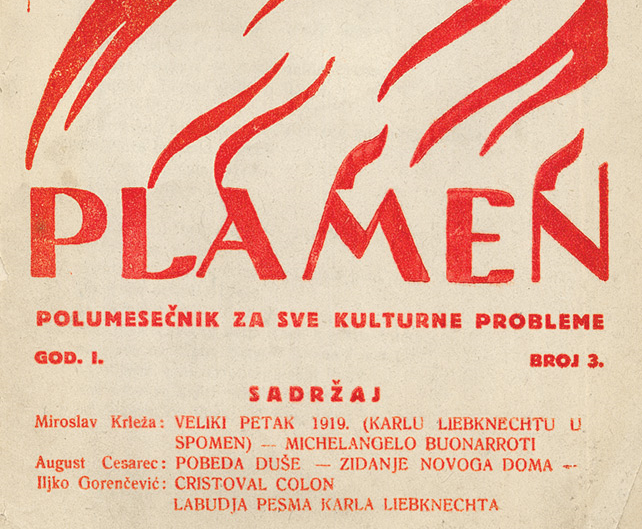 PLAMEN
POLUMESEČNIK ZA SVE KULTURNE PROBLEME
GOD. I. BROJ 3.
SADRŽAJ
Miroslav Krleža: VELIKI PETAK 1919. (KARLU LIEBKNECHTU U
SPOMEN) — MICHELANGELO BUONARROTI
August Cesarec: POBEDA DUŠE — ZIDANJE NOVOGA DOMA —
Iljko Gorenčević: CRISTOVAL COLON
LABUDJA PESMA KARLA LIEBKNECHTA